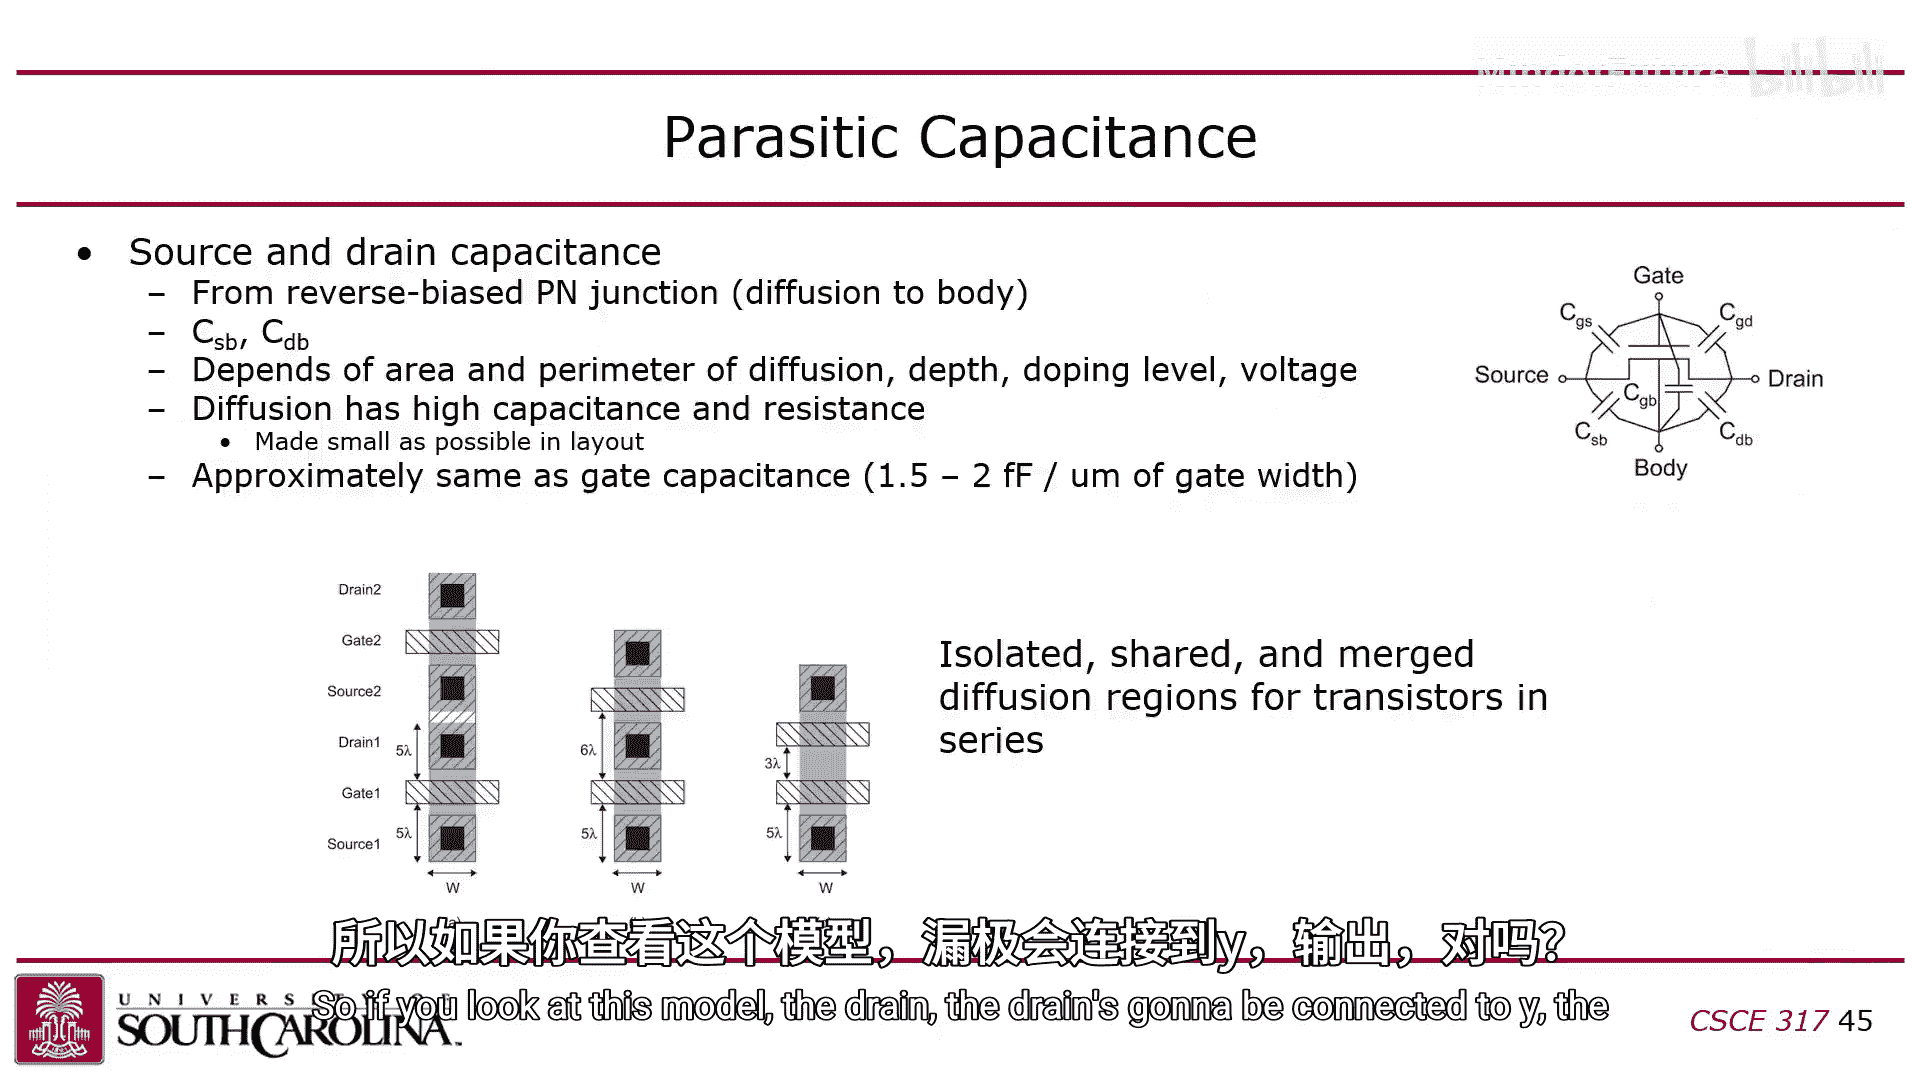 bilibili
Parasitic Capacitance
• Source and drain capacitance
– From reverse-biased PN junction (diffusion to body)
– Csb, Cdb
– Depends of area and perimeter of diffusion, depth, doping level, voltage
– Diffusion has high capacitance and resistance
• Made small as possible in layout
– Approximately same as gate capacitance (1.5 – 2 fF / um of gate width)
Gate
Cgs
Cgd
Source
Drain
Cgb
Csb
Cdb
Body
Drain2
Gate2
Source2
Drain1
5λ
Gate1
5λ
Source1
W
6λ
5λ
W
3λ
5λ
W
Isolated, shared, and merged
diffusion regions for transistors in
series
所以如果你查看这个模型，漏极会连接到y，输出，对吗？
So if you look at this model, the drain, the drain's gonna be connected to y, the
UNIVERSITY OF
SOUTH CAROLINA
CSCE 317 45